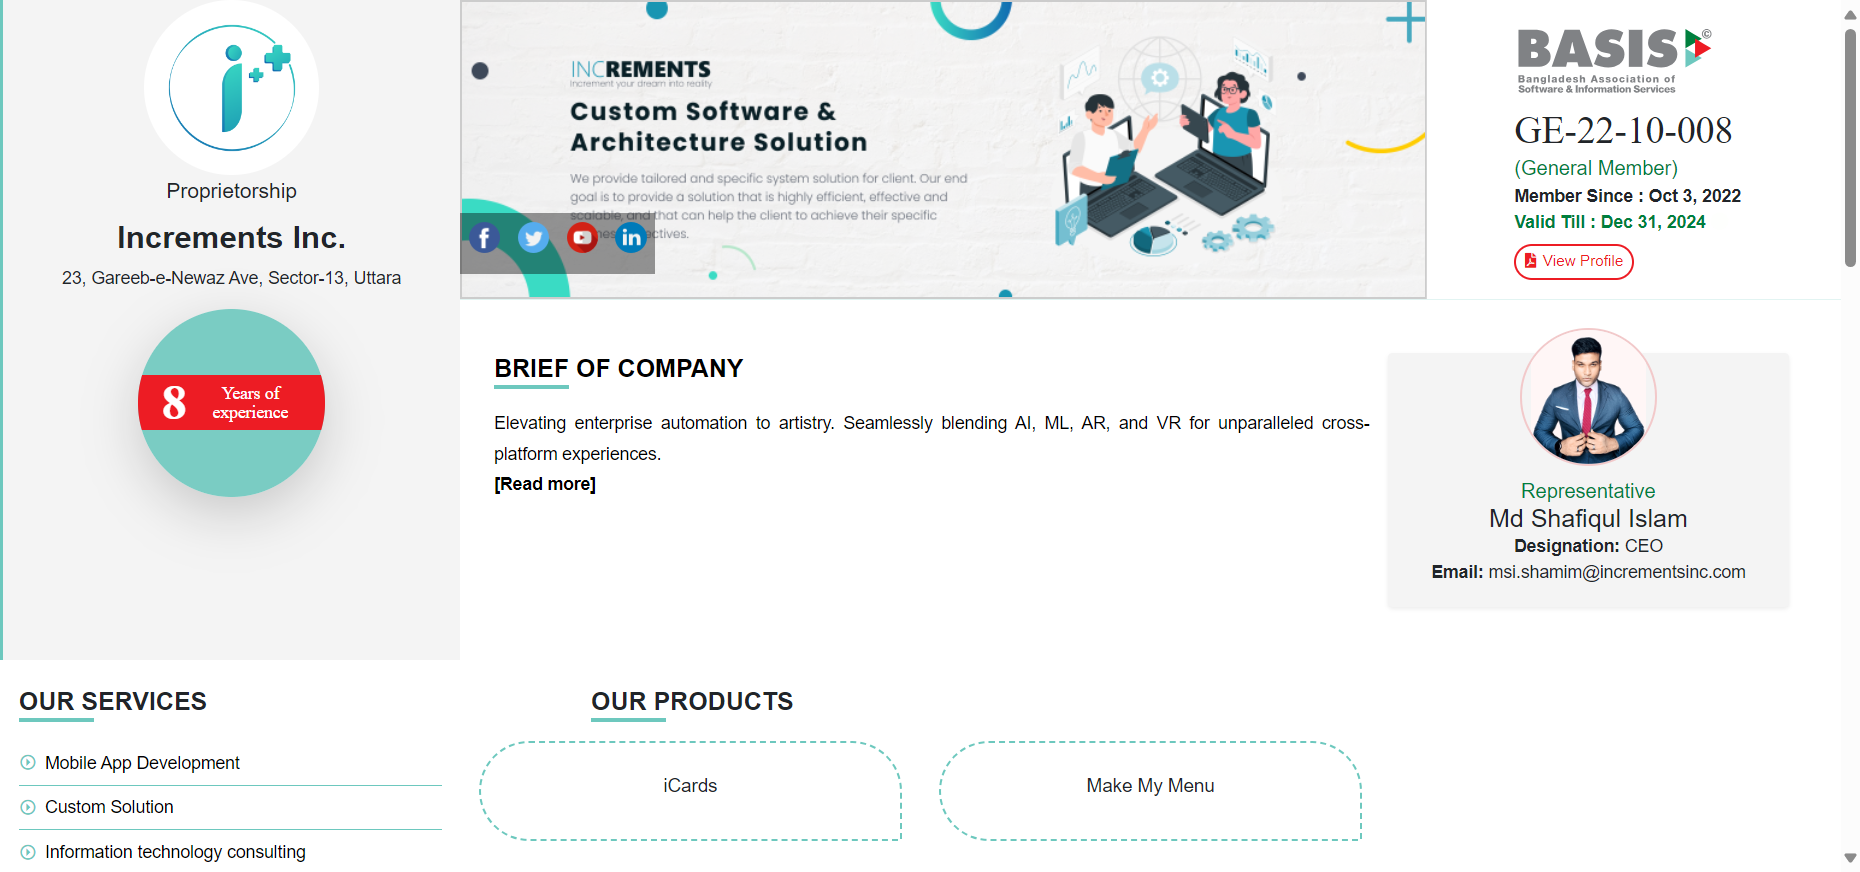 Proprietorship
Increments Inc.
23, Gareeb-e-Newaz Ave, Sector-13, Uttara
8 Years of
experience
INCREMENTS
Increment your dream into reality
Custom Software &
Architecture Solution
We provide tailored and specific system solution for client. Our end
goal is to provide a solution that is highly efficient, effective and
scalable, and that can help the client to achieve their specific
BASIS ©
Bangladesh Association of
Software & Information Services
GE-22-10-008
(General Member)
Member Since : Oct 3, 2022
Valid Till : Dec 31, 2024
View Profile
BRIEF OF COMPANY
Elevating enterprise automation to artistry. Seamlessly blending AI, ML, AR, and VR for unparalleled cross-
platform experiences.
[Read more]
Representative
Md Shafiqul Islam
Designation: CEO
Email: msi.shamim@incrementsinc.com
OUR SERVICES
Mobile App Development
Custom Solution
Information technology consulting
OUR PRODUCTS
iCards
Make My Menu